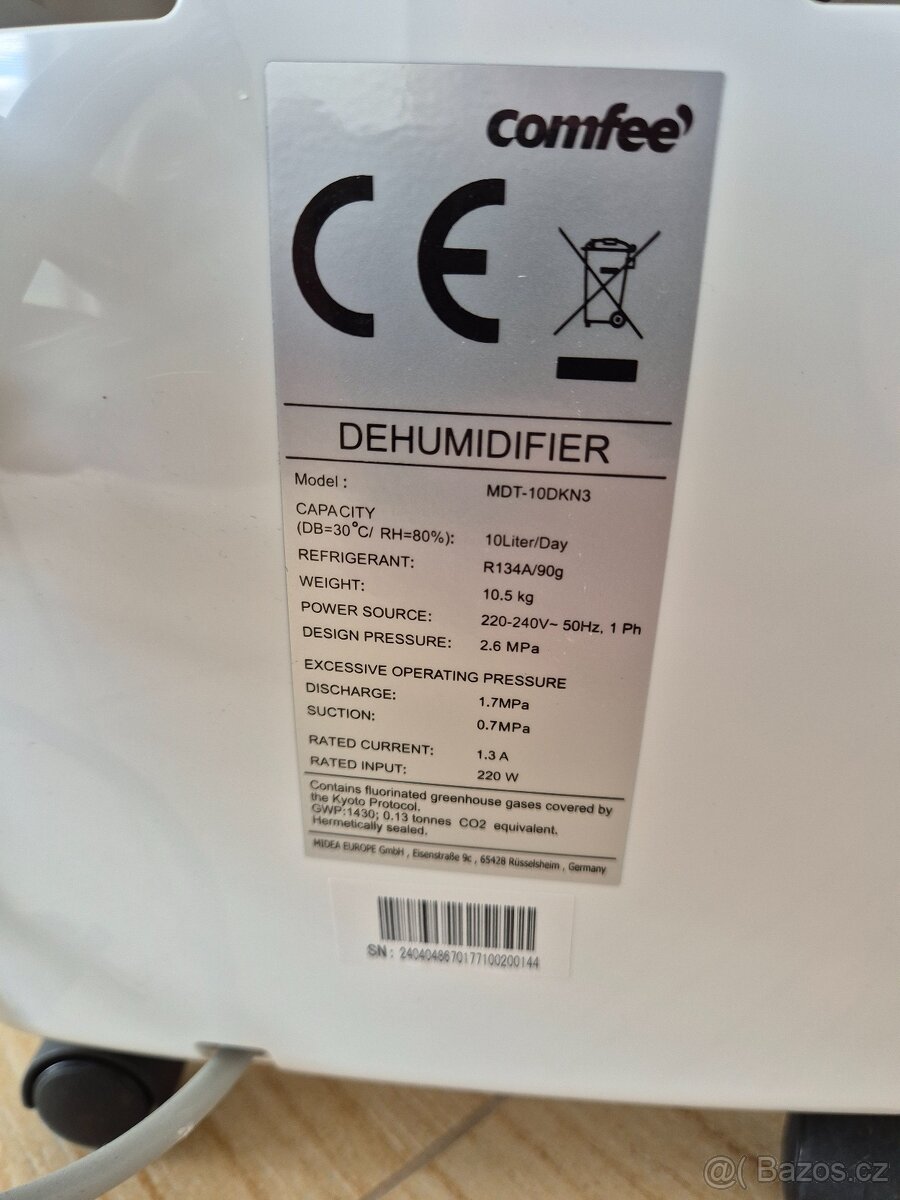 comfee'
CE
DEHUMIDIFIER
Model : MDT-10DKN3
CAPACITY
(DB=30°C/ RH=80%): 10Liter/Day
REFRIGERANT: R134A/90g
WEIGHT: 10.5 kg
POWER SOURCE: 220-240V~ 50Hz, 1 Ph
DESIGN PRESSURE: 2.6 MPa
EXCESSIVE OPERATING PRESSURE
DISCHARGE: 1.7MPa
SUCTION: 0.7MPa
RATED CURRENT: 1.3 A
RATED INPUT: 220 W
Contains fluorinated greenhouse gases covered by
the Kyoto Protocol.
GWP:1430; 0.13 tonnes CO2 equivalent.
Hermetically sealed.
MIDEA EUROPE GmbH , Eisenstraße 9c , 65428 Rüsselsheim , Germany
SN : 2404048670177100200144
@( Bazos.cz